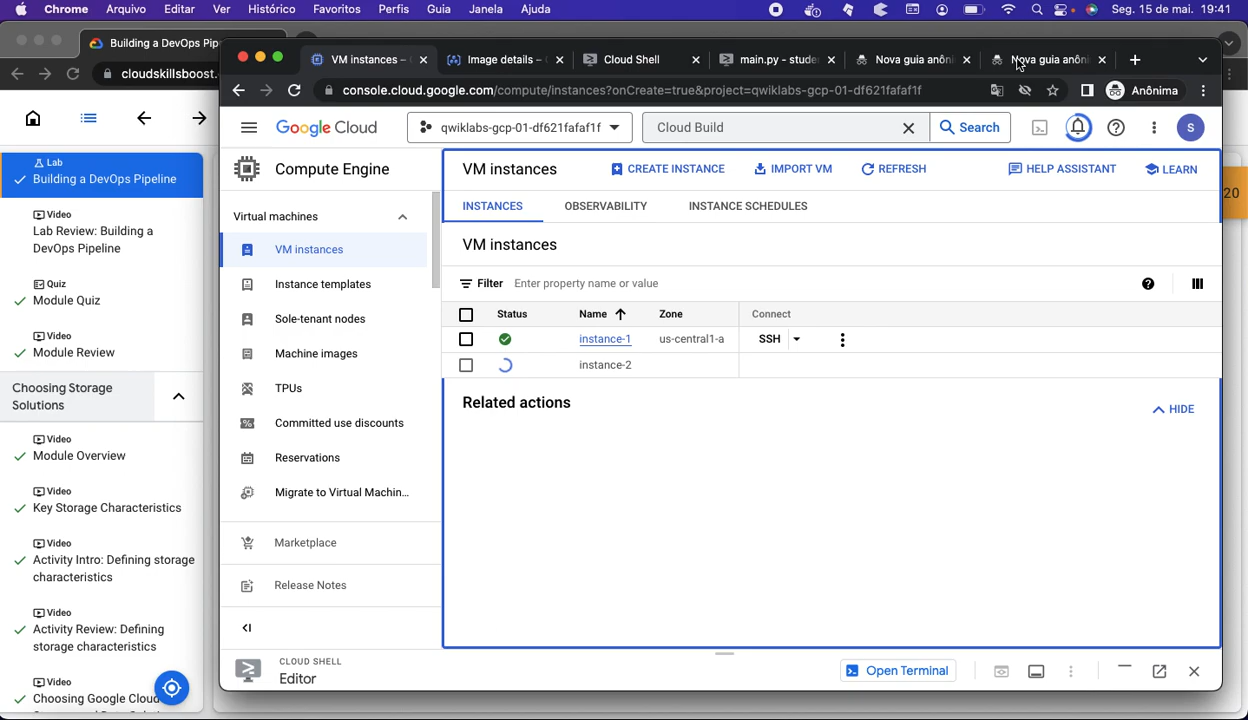 Chrome Arquivo Editar Ver Histórico Favoritos Perfis Guia Janela Ajuda Seg. 15 de mai. 19:41
Building a DevOps Pip
VM instances –
Image details –
Cloud Shell
main.py - stude
Nova guia anôni
Nova guia anôni
cloudskillsboost.
console.cloud.google.com/compute/instances?onCreate=true&project=qwiklabs-gcp-01-df621fafaf1f
Anônima
Google Cloud
qwiklabs-gcp-01-df621fafaf1f
Cloud Build
Search
S
Lab
Building a DevOps Pipeline
Video
Lab Review: Building a
DevOps Pipeline
Quiz
Module Quiz
Video
Module Review
Choosing Storage
Solutions
Video
Module Overview
Video
Key Storage Characteristics
Video
Activity Intro: Defining storage
characteristics
Video
Activity Review: Defining
storage characteristics
Video
Choosing Google Cloud
Compute Engine
Virtual machines
VM instances
Instance templates
Sole-tenant nodes
Machine images
TPUs
Committed use discounts
Reservations
Migrate to Virtual Machin...
Marketplace
Release Notes
VM instances
CREATE INSTANCE
IMPORT VM
REFRESH
HELP ASSISTANT
LEARN
INSTANCES
OBSERVABILITY
INSTANCE SCHEDULES
VM instances
Filter Enter property name or value
Status Name Zone Connect
instance-1 us-central1-a SSH
instance-2
Related actions
HIDE
CLOUD SHELL
Editor
Open Terminal
20